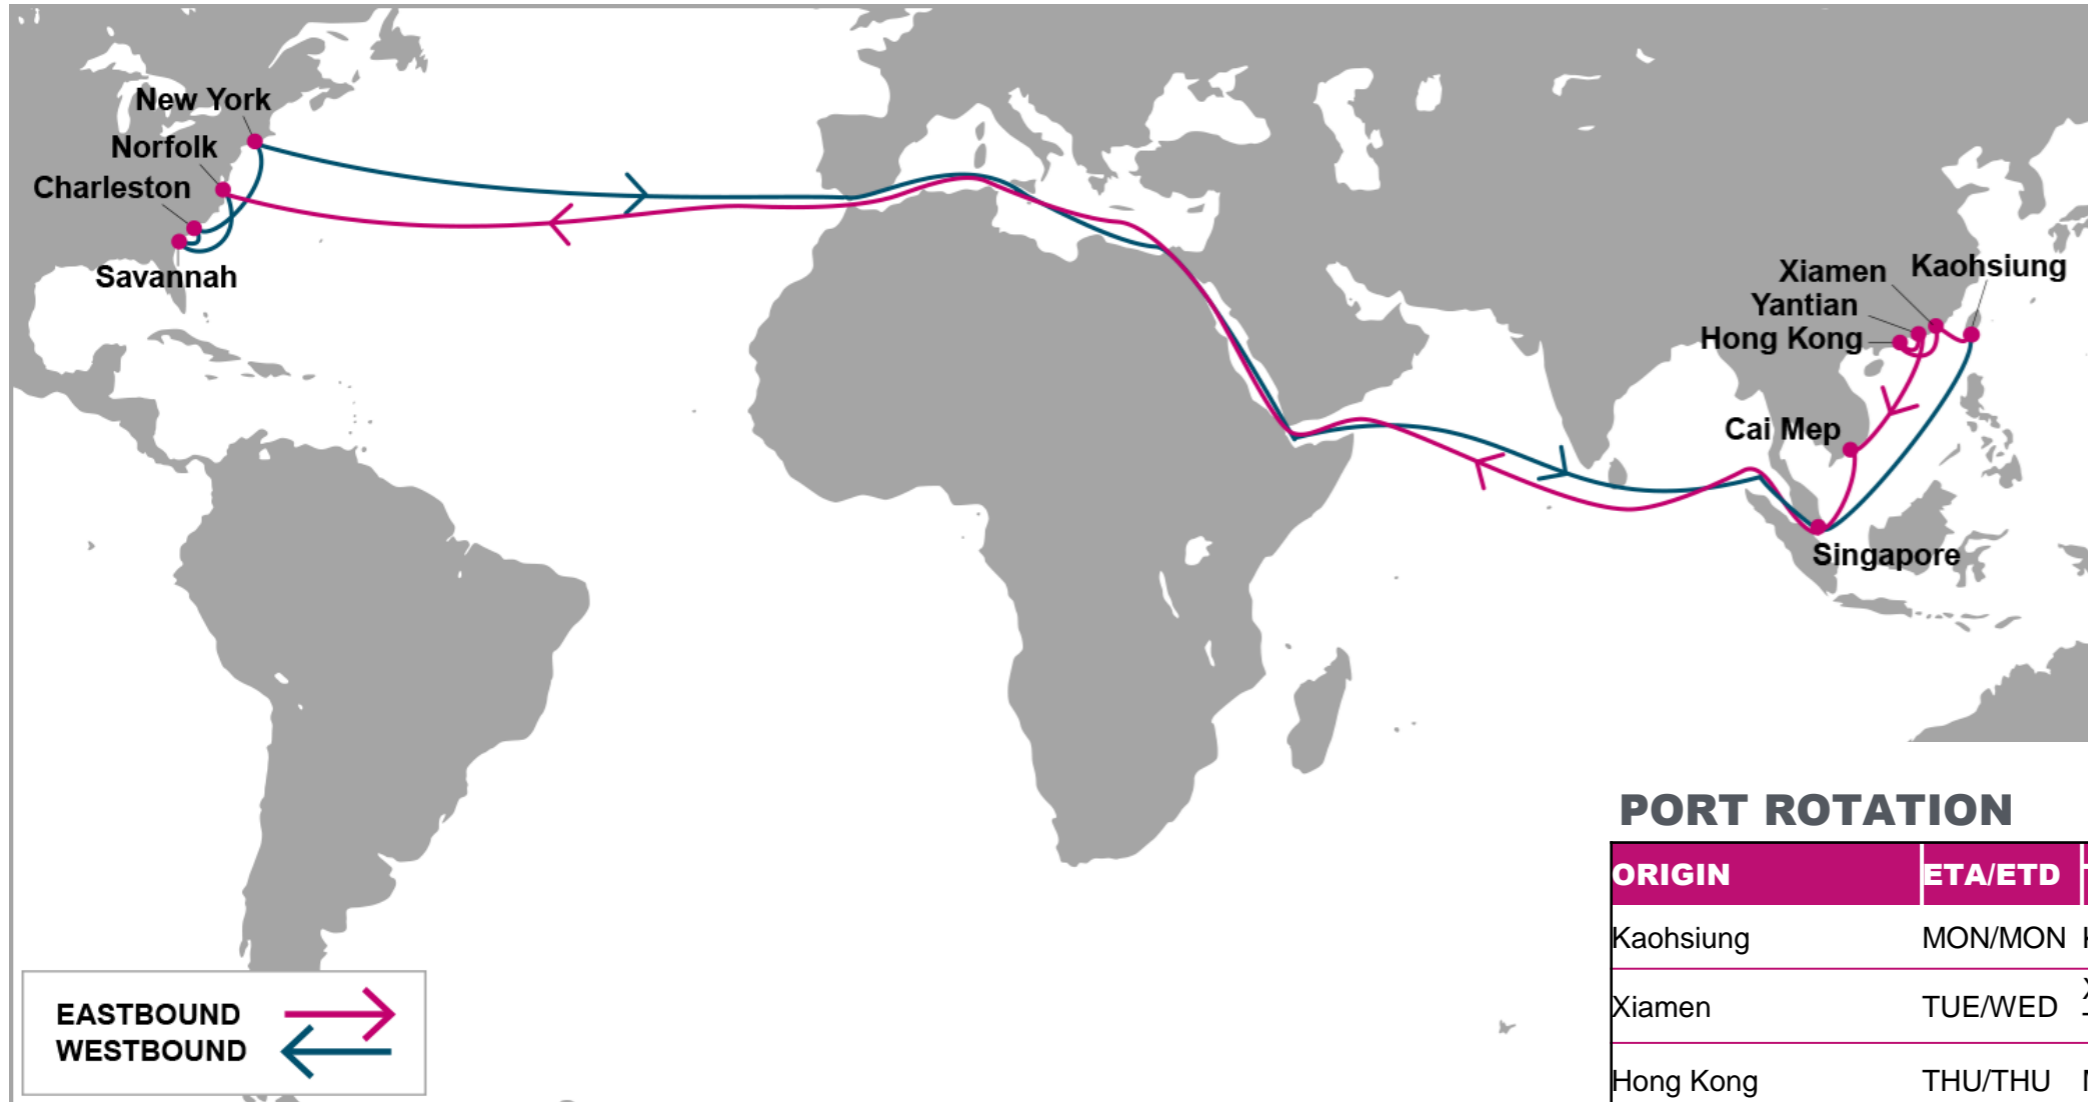 New York
Norfolk
Charleston
Savannah
Xiamen
Kaohsiung
Yantian
Hong Kong
Cai Mep
Singapore
PORT ROTATION
ORIGIN ETA/ETD
Kaohsiung MON/MON
Xiamen TUE/WED
Hong Kong THU/THU
EASTBOUND
WESTBOUND